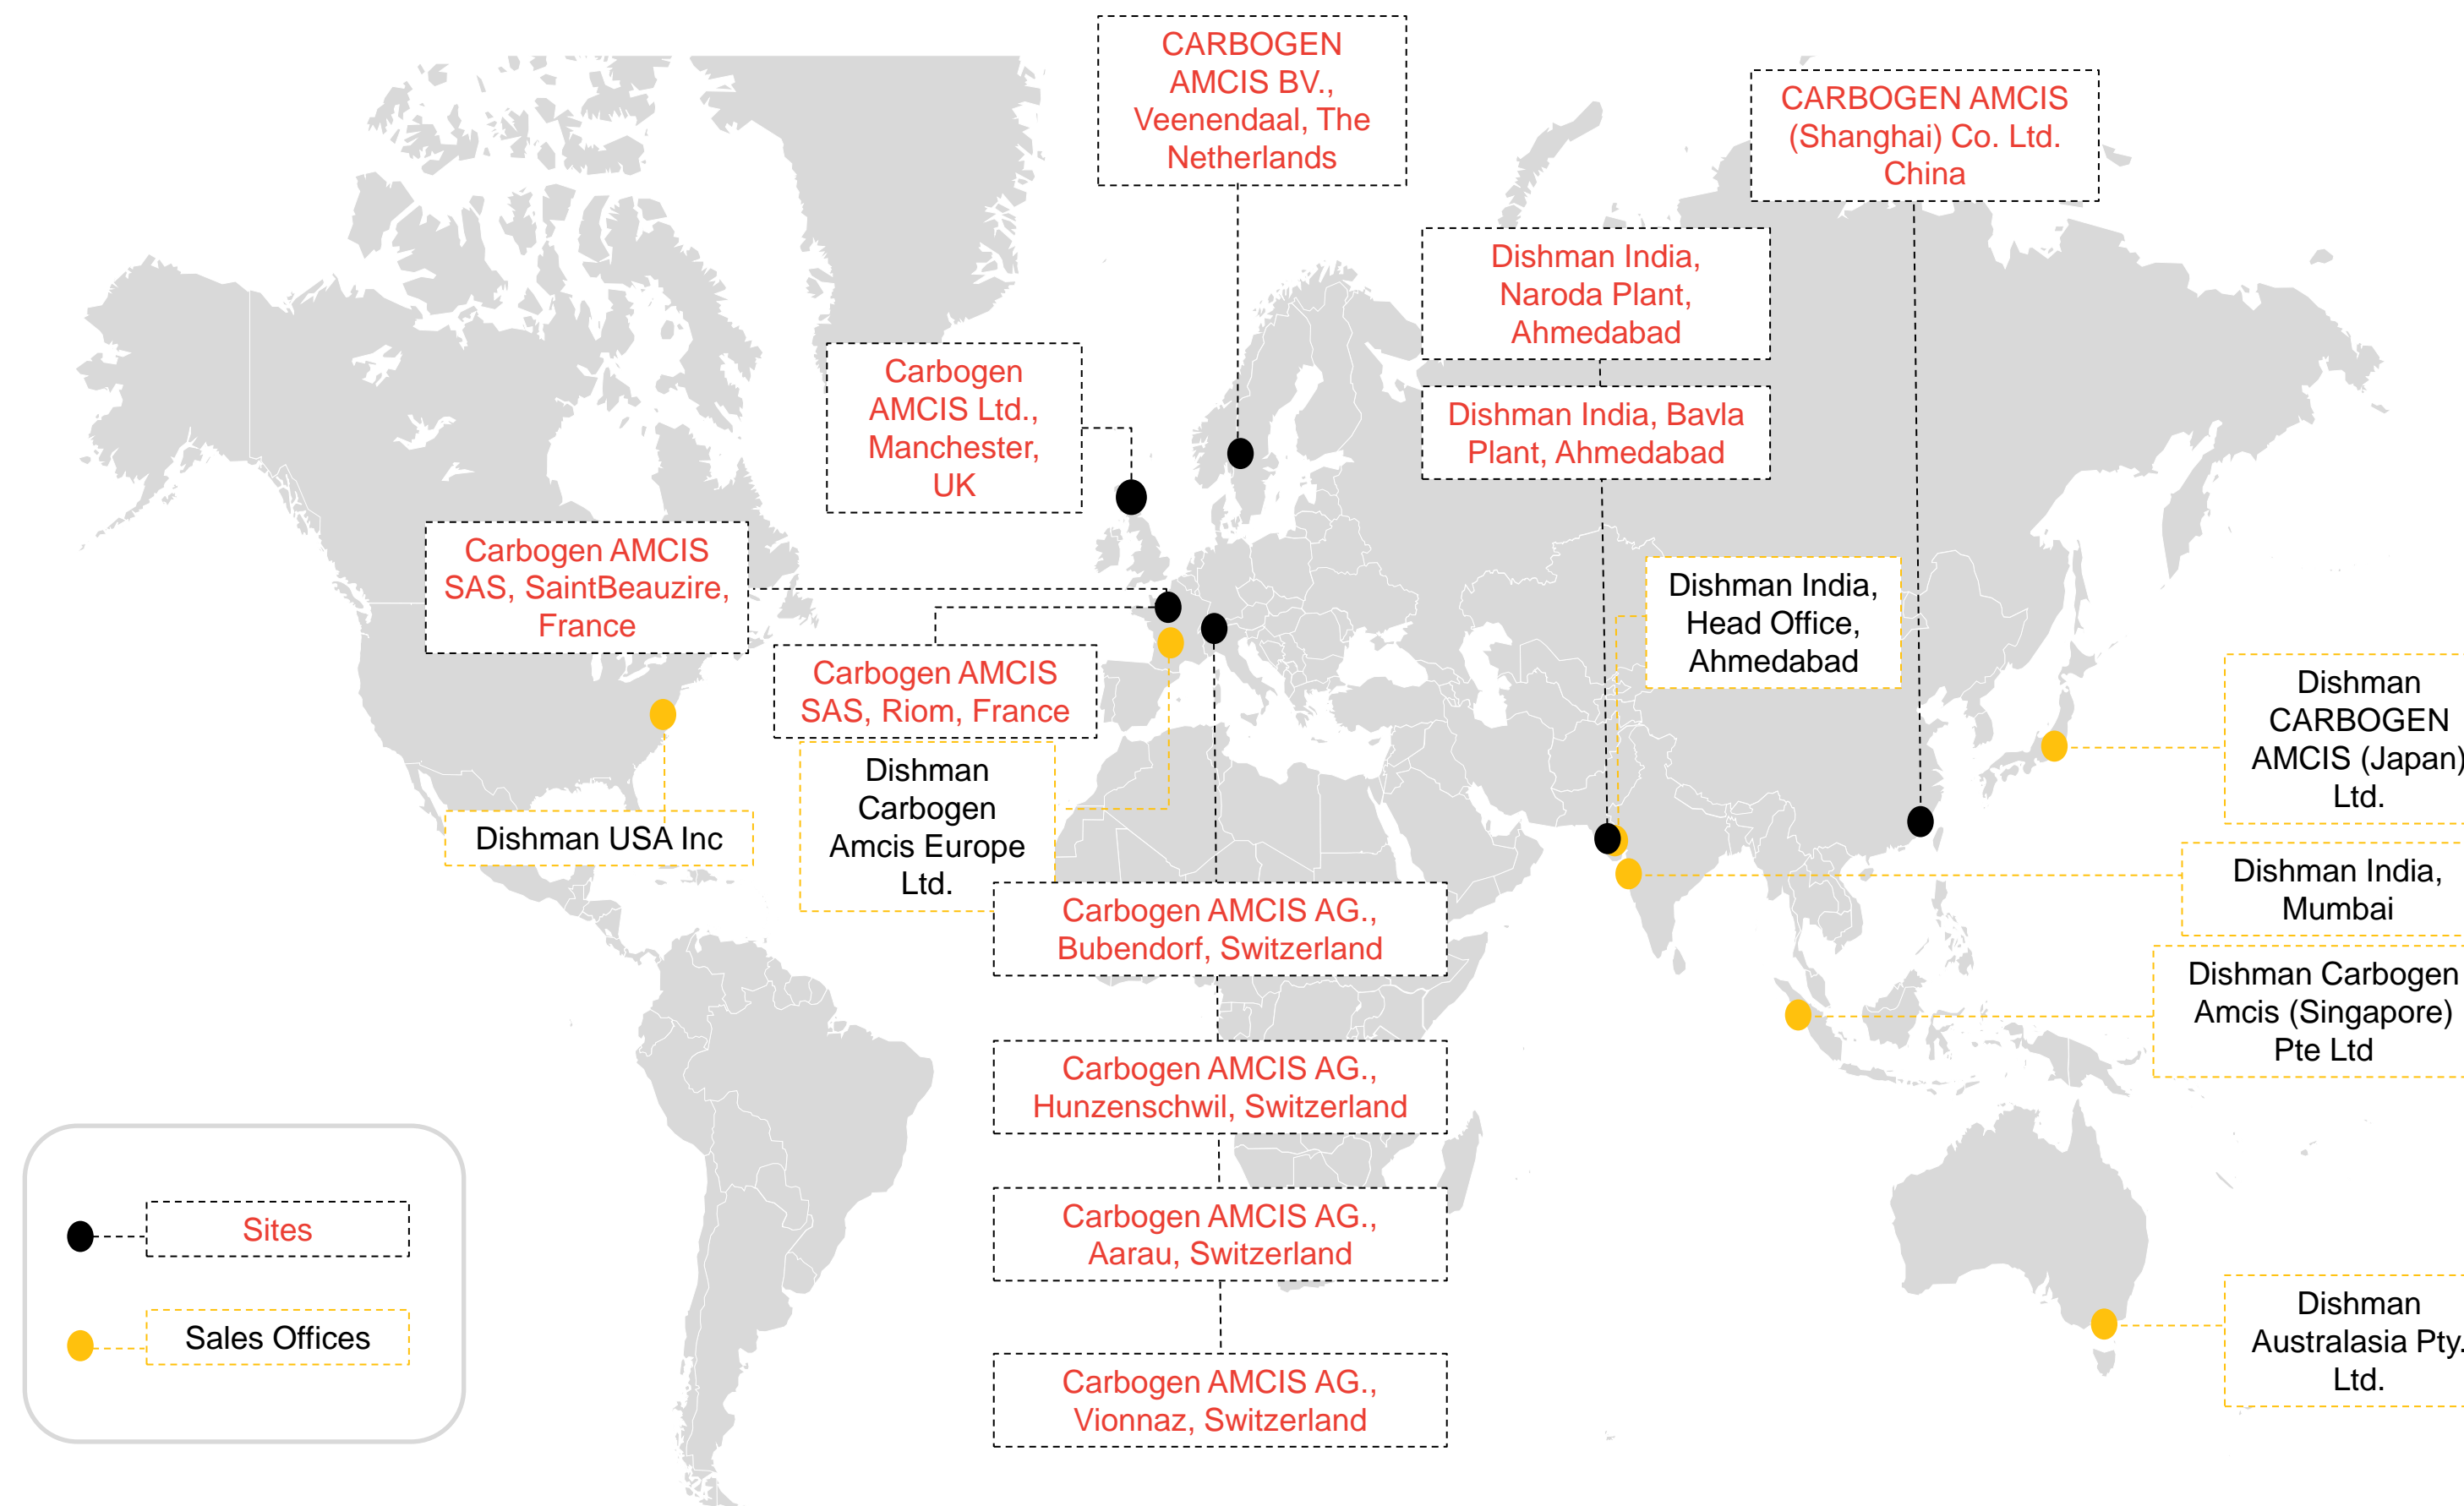 CARBOGEN
AMCIS BV.,
Veenendaal, The
Netherlands
CARBOGEN AMCIS
(Shanghai) Co. Ltd.
China
Dishman India,
Naroda Plant,
Ahmedabad
Carbogen
AMCIS Ltd.,
Manchester,
UK
Dishman India, Bavla
Plant, Ahmedabad
Carbogen AMCIS
SAS, SaintBeauzire,
France
Dishman India,
Head Office,
Ahmedabad
Carbogen AMCIS
SAS, Riom, France
Dishman
CARBOGEN
AMCIS (Japan)
Ltd.
Dishman
Carbogen
Amcis Europe
Ltd.
Dishman USA Inc
Dishman India,
Mumbai
Carbogen AMCIS AG.,
Bubendorf, Switzerland
Dishman Carbogen
Amcis (Singapore)
Pte Ltd
Carbogen AMCIS AG.,
Hunzenschwil, Switzerland
Carbogen AMCIS AG.,
Aarau, Switzerland
Sites
Sales Offices
Dishman
Australasia Pty.
Ltd.
Carbogen AMCIS AG.,
Vionnaz, Switzerland